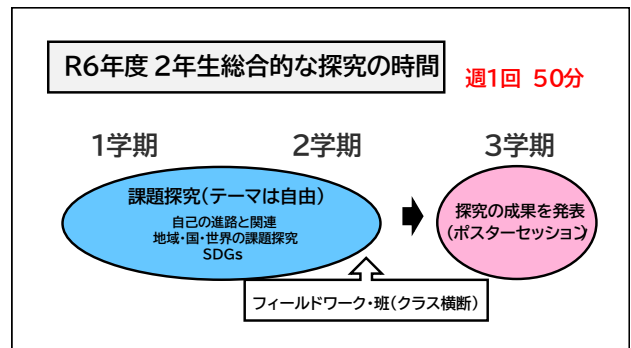 R6年度 2年生総合的な探究の時間
週1回 50分
1学期
2学期
3学期
課題探究(テーマは自由)
自己の進路と関連
地域・国・世界の課題探究
SDGs
探究の成果を発表
(ポスターセッション)
フィールドワーク・班(クラス横断)